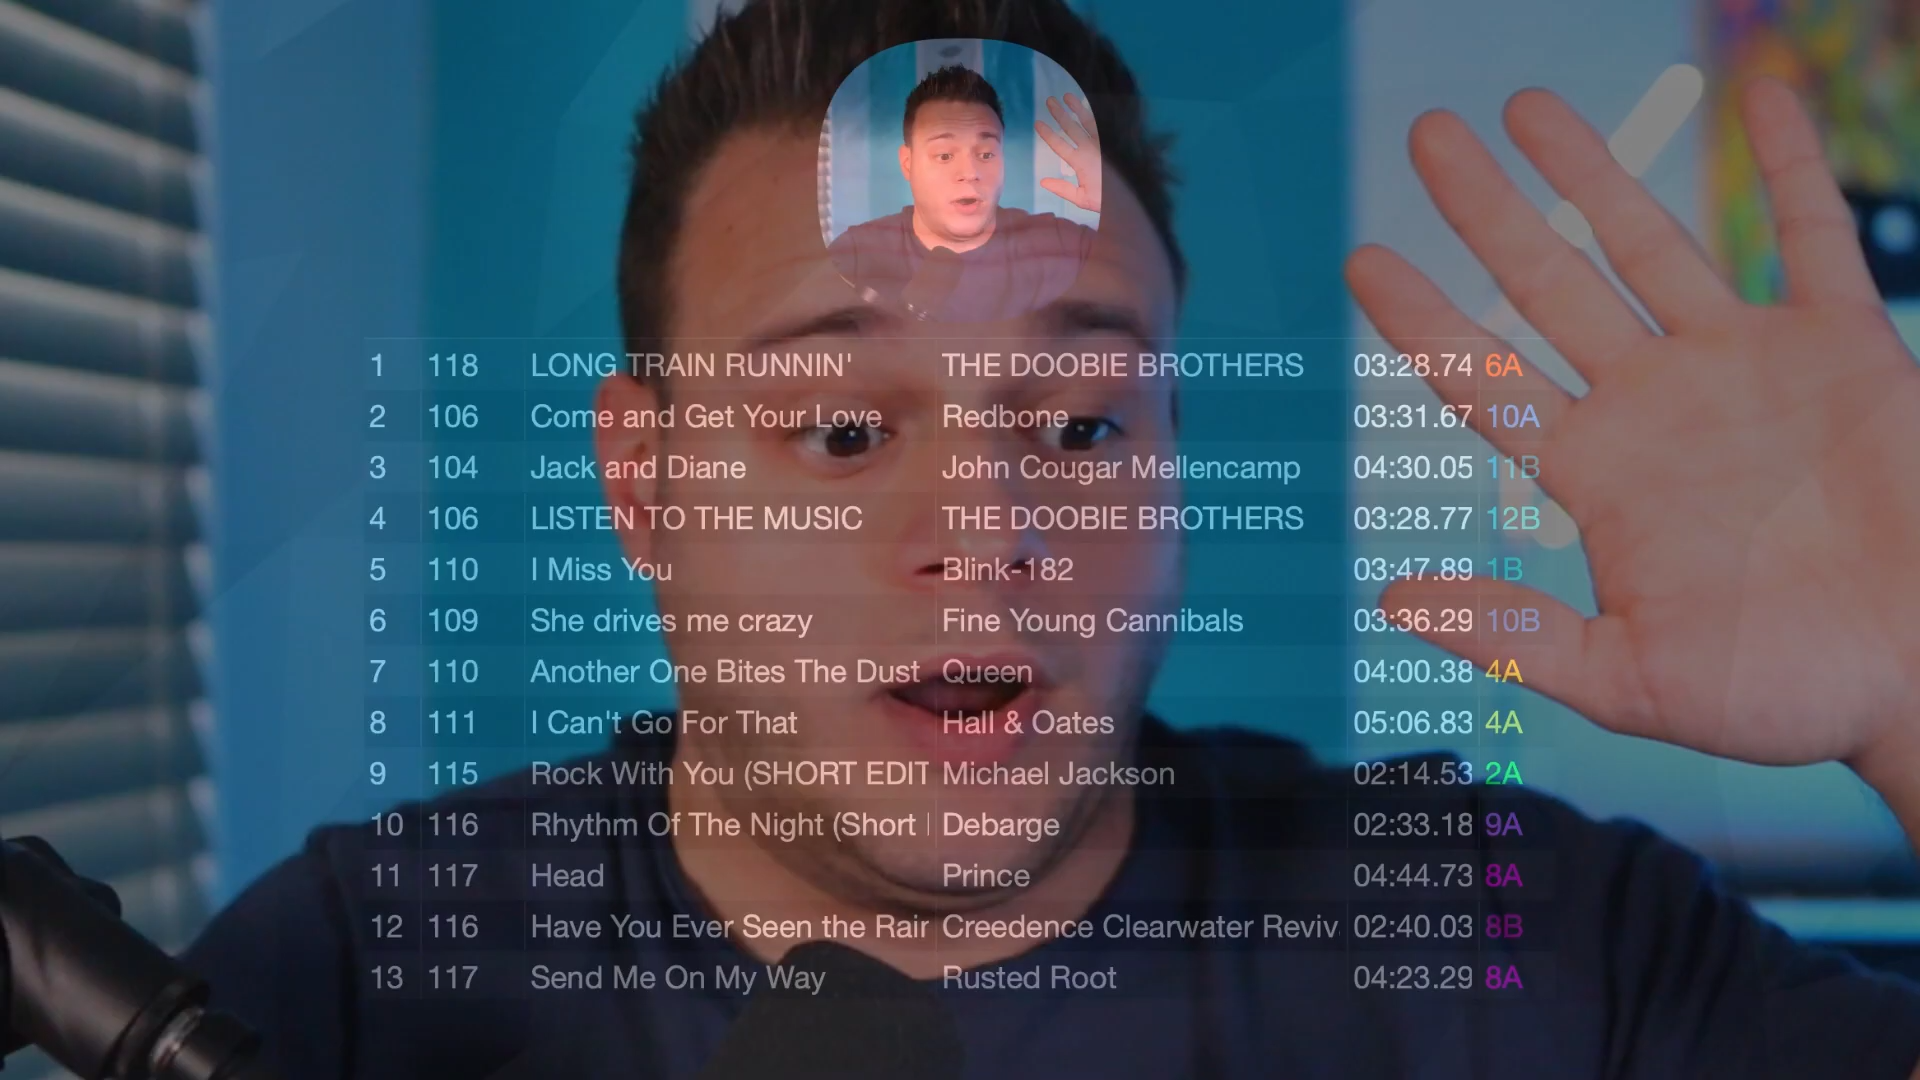 1 118 LONG TRAIN RUNNIN' THE DOOBIE BROTHERS 03:28.74 6A
2 106 Come and Get Your Love Redbone 03:31.67 10A
3 104 Jack and Diane John Cougar Mellencamp 04:30.05 11B
4 106 LISTEN TO THE MUSIC THE DOOBIE BROTHERS 03:28.77 12B
5 110 I Miss You Blink-182 03:47.89 1B
6 109 She drives me crazy Fine Young Cannibals 03:36.29 10B
7 110 Another One Bites The Dust Queen 04:00.38 4A
8 111 I Can't Go For That Hall & Oates 05:06.83 4A
9 115 Rock With You (SHORT EDIT Michael Jackson 02:14.53 2A
10 116 Rhythm Of The Night (Short Debarge 02:33.18 9A
11 117 Head Prince 04:44.73 8A
12 116 Have You Ever Seen the Rair Creedence Clearwater Reviv 02:40.03 8B
13 117 Send Me On My Way Rusted Root 04:23.29 8A